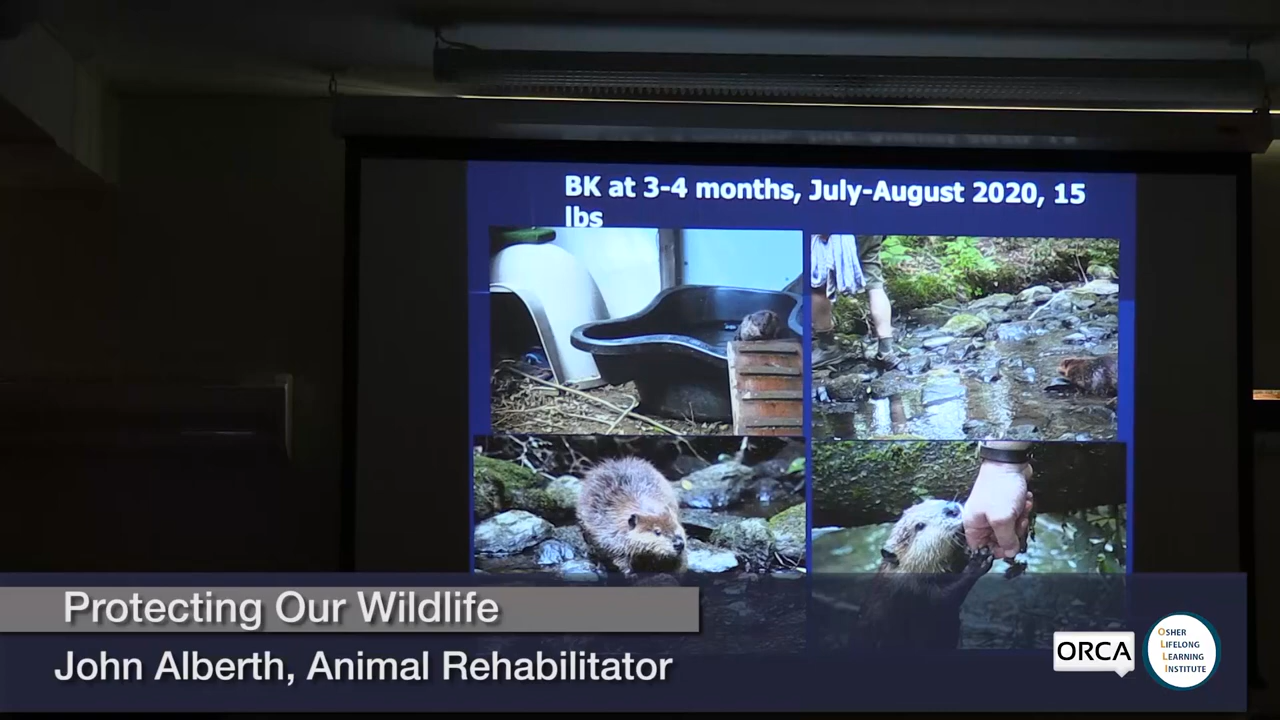 BK at 3-4 months, July-August 2020, 15
lbs
Protecting Our Wildlife
John Alberth, Animal Rehabilitator
ORCA
OSHER
LIFELONG
LEARNING
INSTITUTE